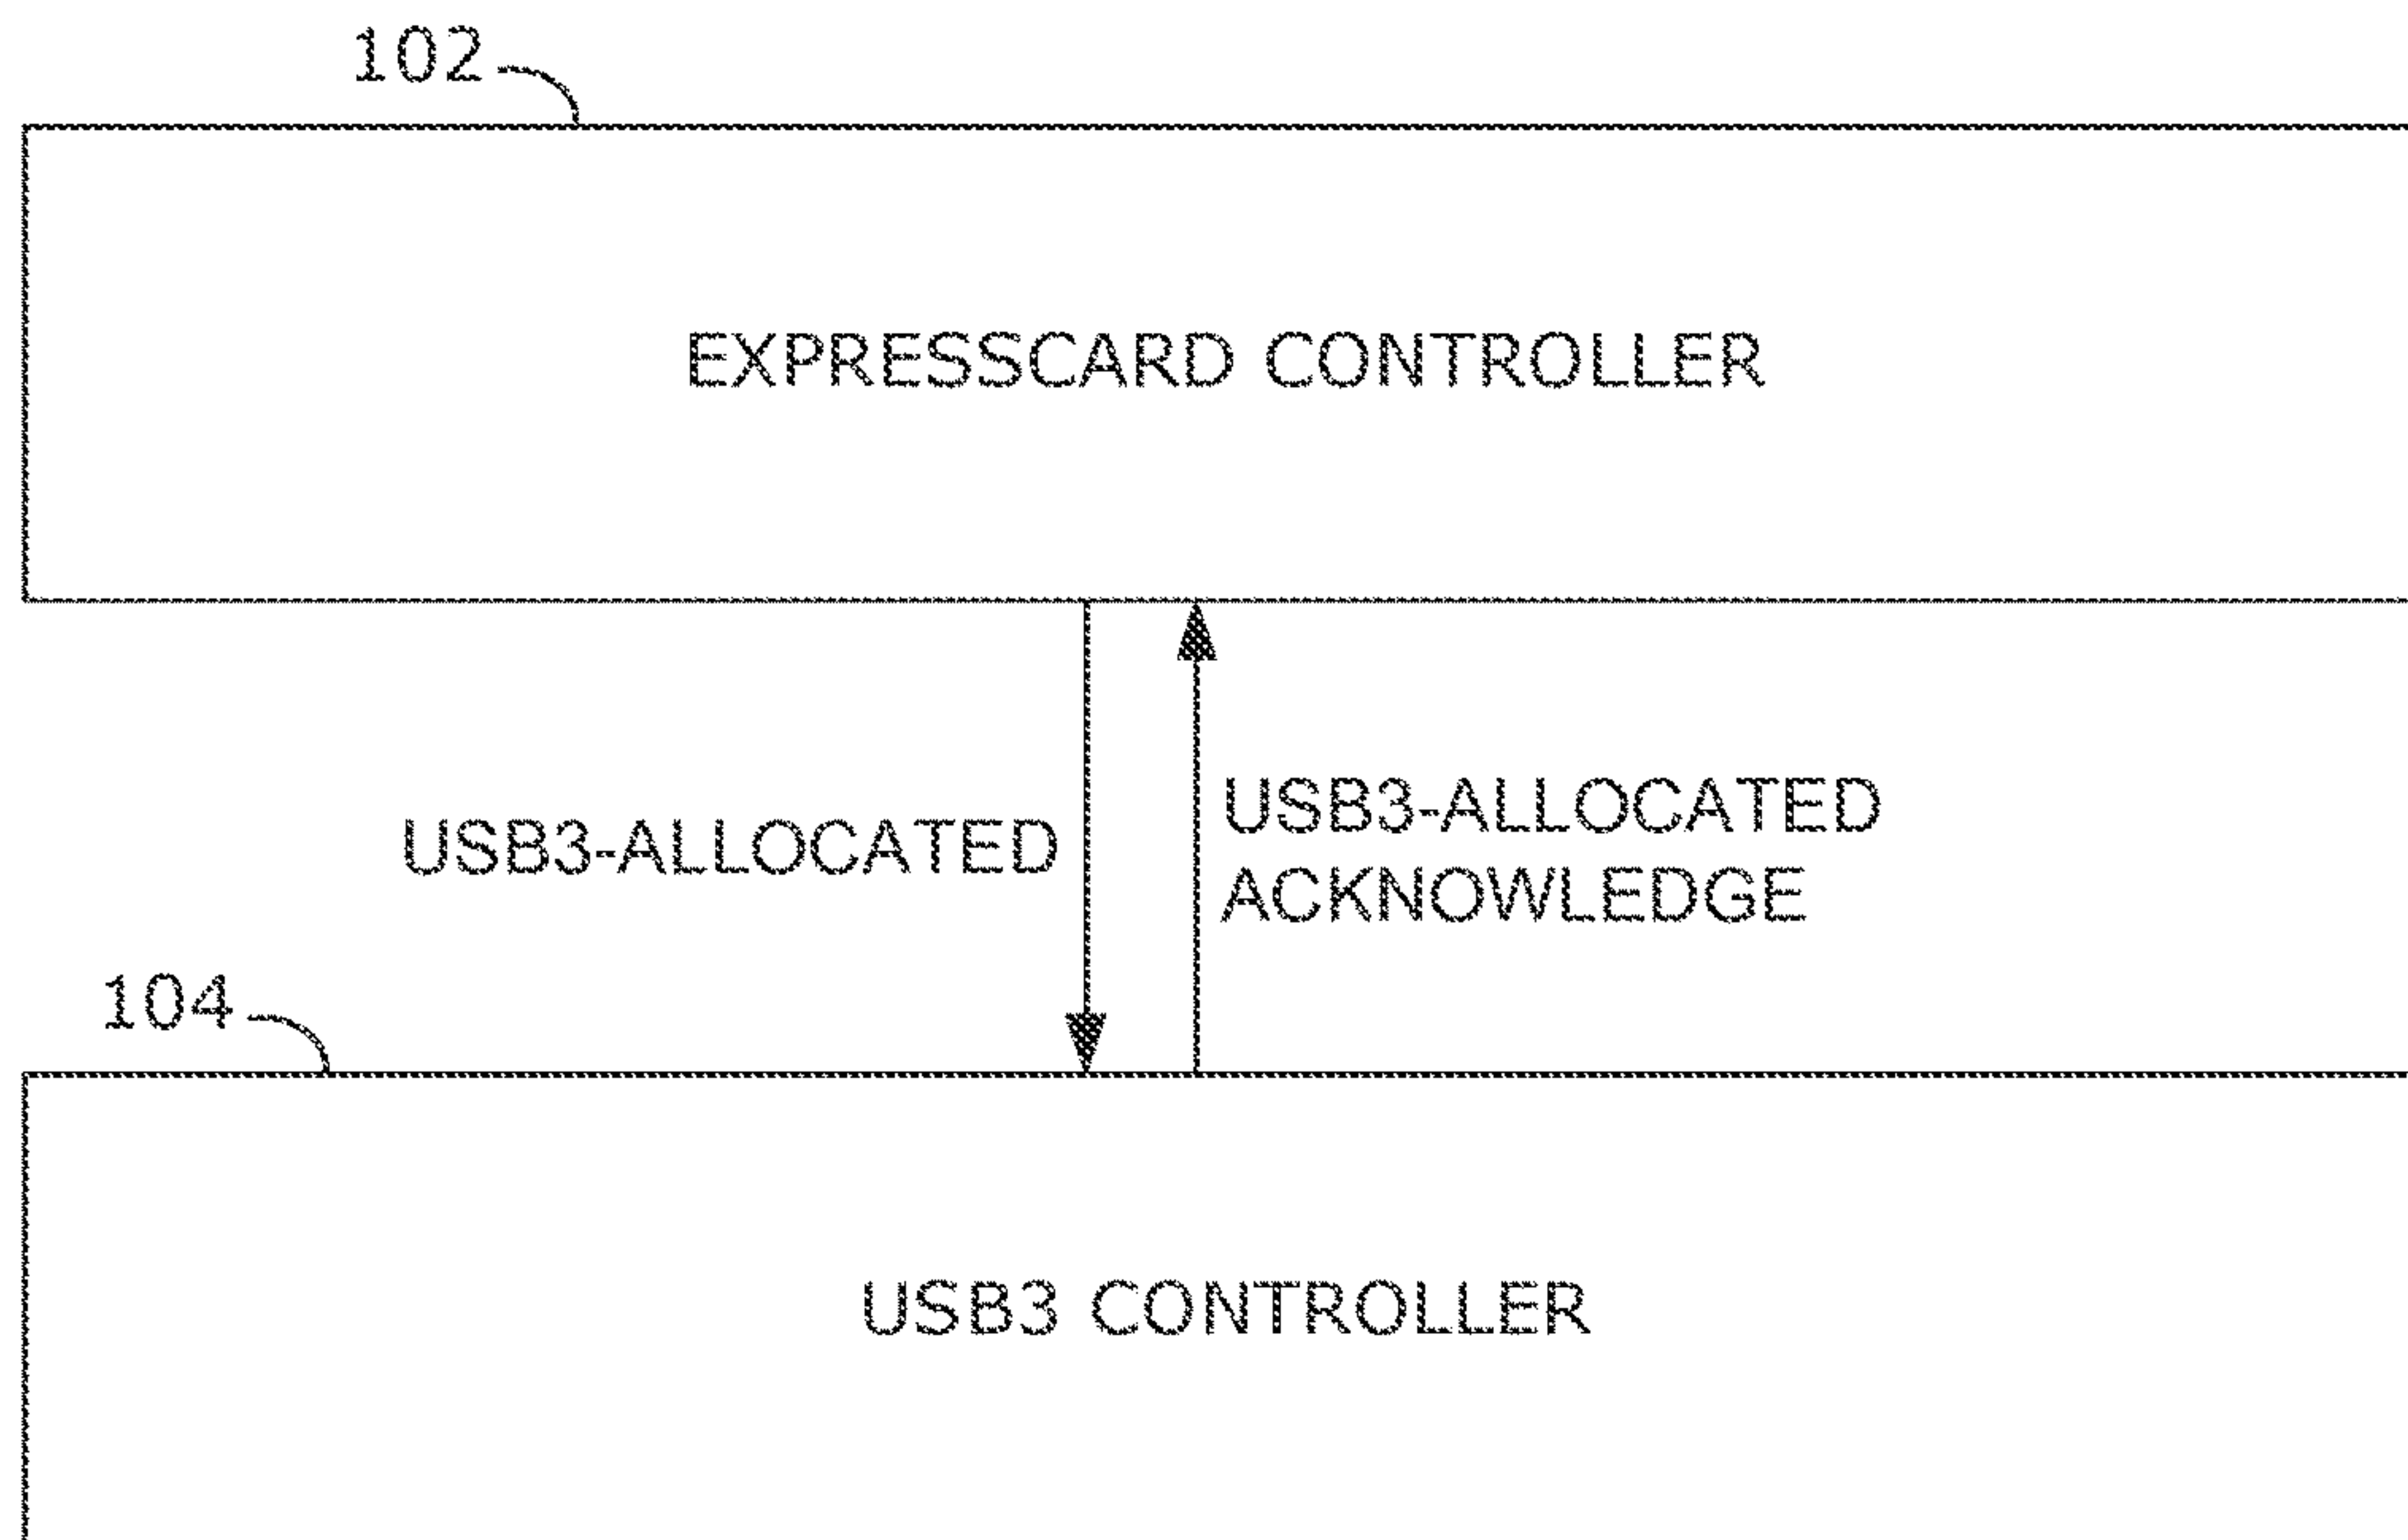 102
EXPRESSCARD CONTROLLER
USB3-ALLOCATED
USB3-ALLOCATED
ACKNOWLEDGE
104
USB3 CONTROLLER